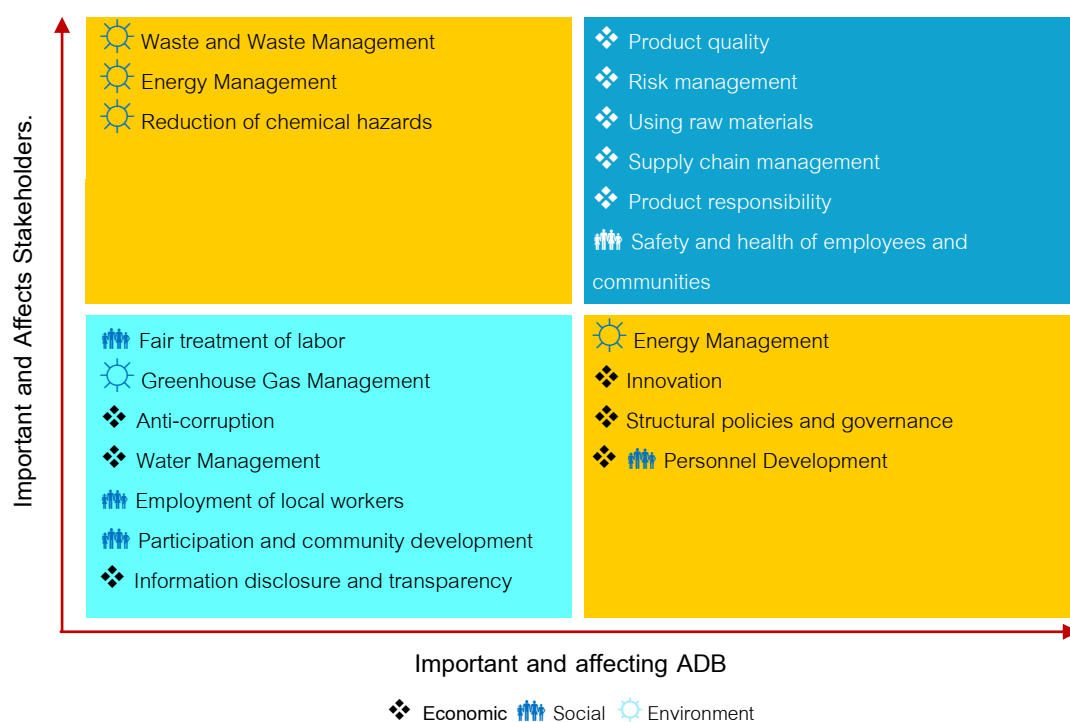 Important and Affects Stakeholders.
Waste and Waste Management
Energy Management
Reduction of chemical hazards
Product quality
Risk management
Using raw materials
Supply chain management
Product responsibility
Safety and health of employees and
communities
Fair treatment of labor
Greenhouse Gas Management
Anti-corruption
Water Management
Employment of local workers
Participation and community development
Information disclosure and transparency
Energy Management
Innovation
Structural policies and governance
Personnel Development
Important and affecting ADB
Economic Social Environment